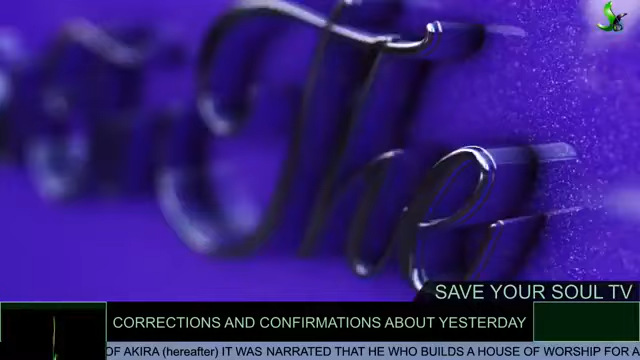 The
SAVE YOUR SOUL TV
CORRECTIONS AND CONFIRMATIONS ABOUT YESTERDAY
OF AKIRA (hereafter) IT WAS NARRATED THAT HE WHO BUILDS A HOUSE OF WORSHIP FOR A